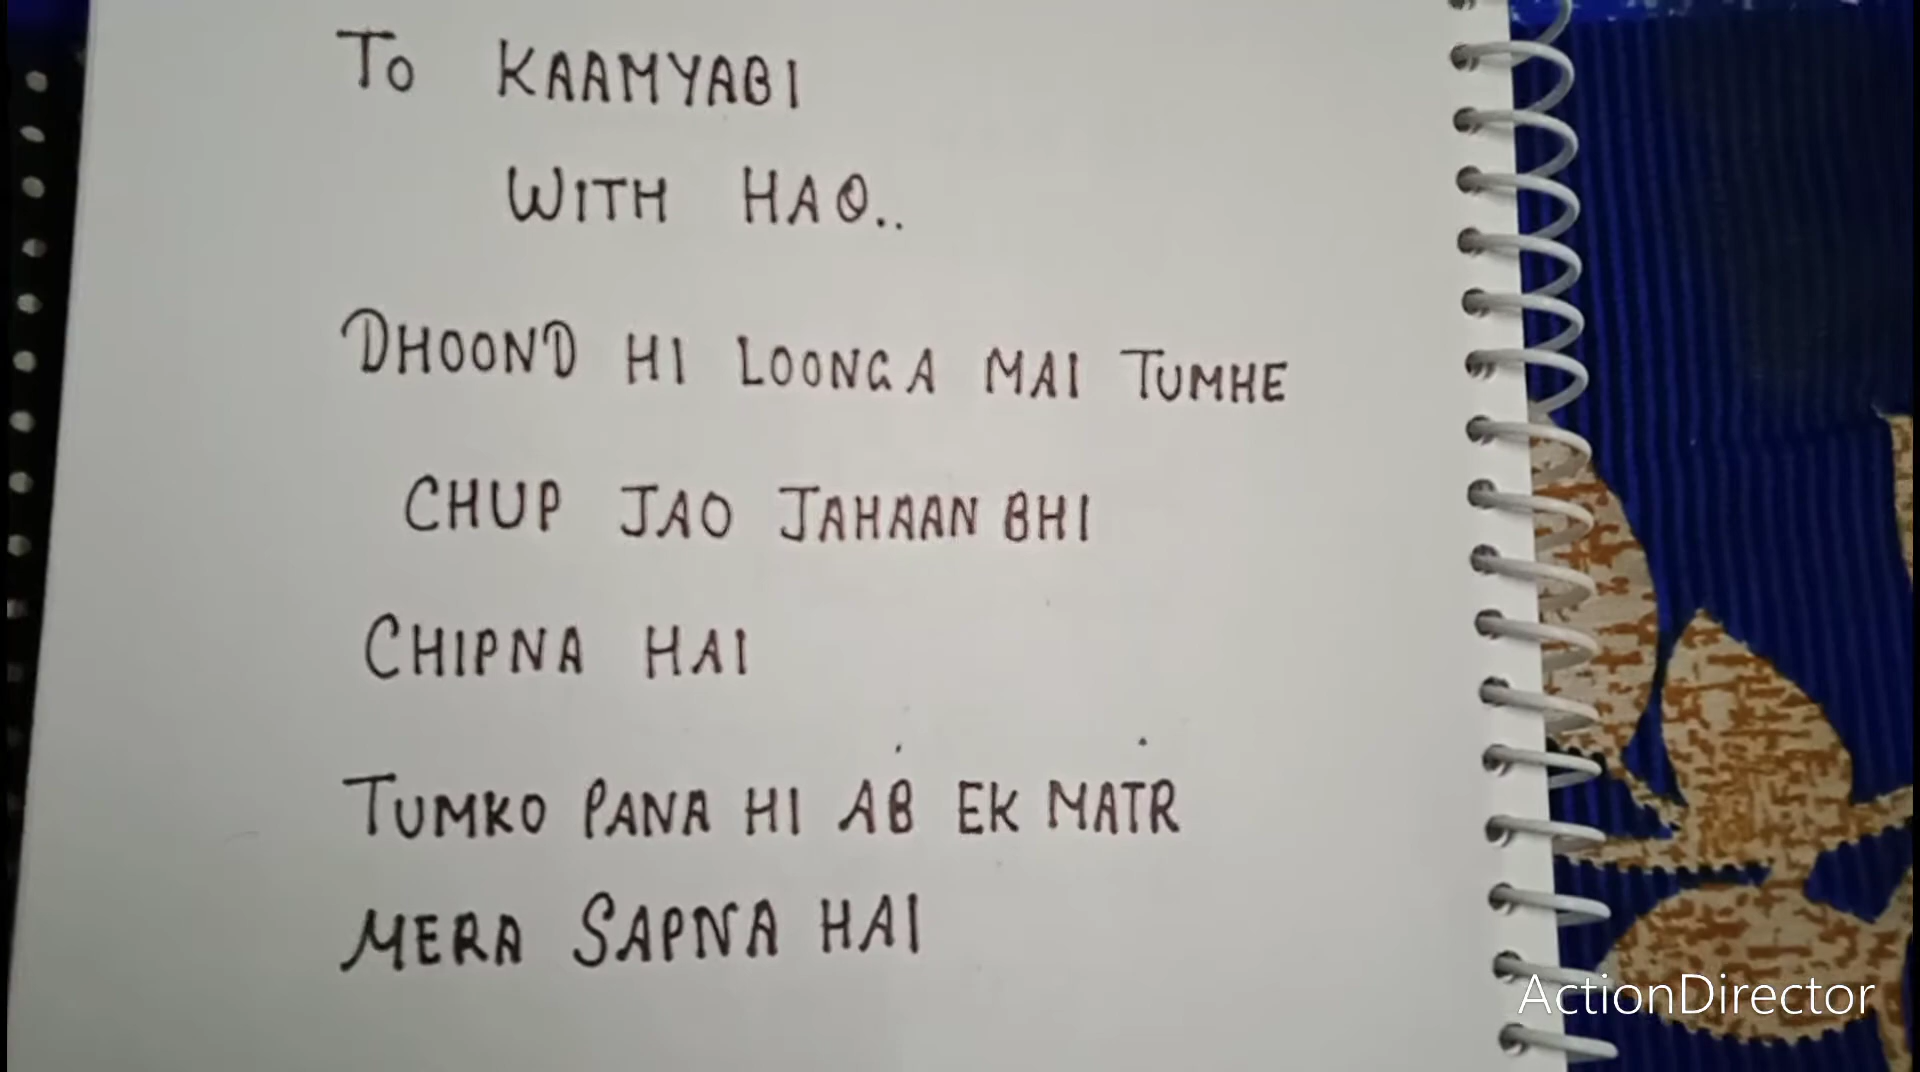 TO KAAMYABI
WITH HAQ..
DHOOND HI LOONGA MAI TUMHE
CHUP JAO JAHAAN BHI
CHIPNA HAI
TUMKO PANA HI AB EK MATR
MERA SAPNA HAI
ActionDirector